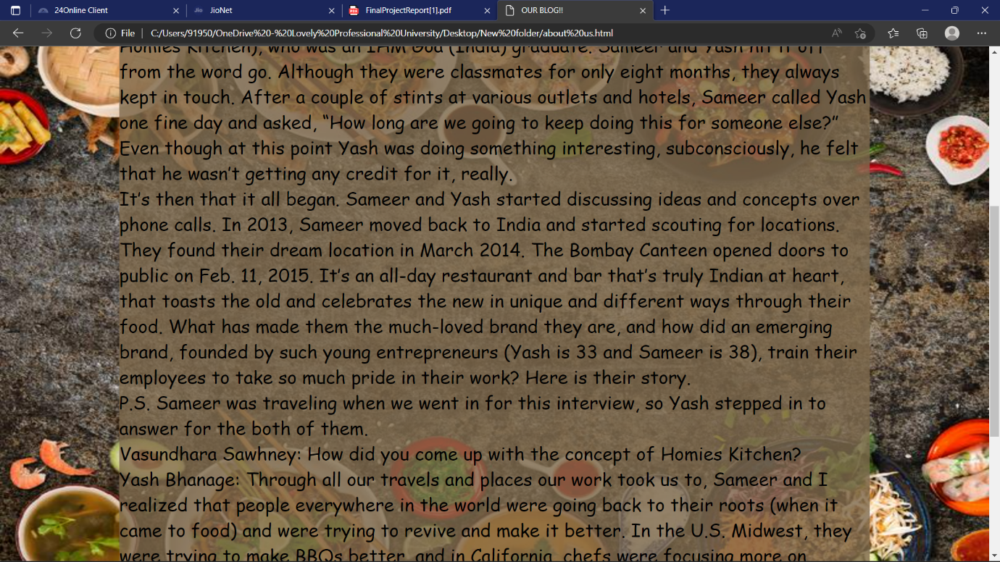 24Online Client
JioNet
FinalProjectReport[1].pdf
OUR BLOG!!
File | C:/Users/91950/OneDrive%20-%20Lovely%20Professional%20University/Desktop/New%20folder/about%20us.html
Homies Kitchen), who was an IHM Goa (India) graduate. Sameer and Yash hit it off
from the word go. Although they were classmates for only eight months, they always
kept in touch. After a couple of stints at various outlets and hotels, Sameer called Yash
one fine day and asked, “How long are we going to keep doing this for someone else?”
Even though at this point Yash was doing something interesting, subconsciously, he felt
that he wasn’t getting any credit for it, really.
It’s then that it all began. Sameer and Yash started discussing ideas and concepts over
phone calls. In 2013, Sameer moved back to India and started scouting for locations.
They found their dream location in March 2014. The Bombay Canteen opened doors to
public on Feb. 11, 2015. It’s an all-day restaurant and bar that’s truly Indian at heart,
that toasts the old and celebrates the new in unique and different ways through their
food. What has made them the much-loved brand they are, and how did an emerging
brand, founded by such young entrepreneurs (Yash is 33 and Sameer is 38), train their
employees to take so much pride in their work? Here is their story.
P.S. Sameer was traveling when we went in for this interview, so Yash stepped in to
answer for the both of them.
Vasundhara Sawhney: How did you come up with the concept of Homies Kitchen?
Yash Bhanage: Through all our travels and places our work took us to, Sameer and I
realized that people everywhere in the world were going back to their roots (when it
came to food) and were trying to revive and make it better. In the U.S. Midwest, they
were trying to make BBQs better, and in California, chefs were focusing more on